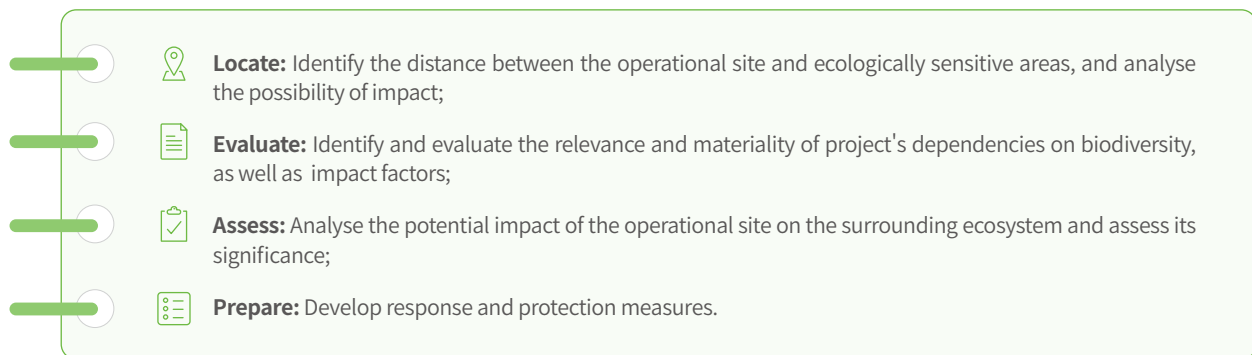 Locate: Identify the distance between the operational site and ecologically sensitive areas, and analyse
the possibility of impact;
Evaluate: Identify and evaluate the relevance and materiality of project's dependencies on biodiversity,
as well as impact factors;
Assess: Analyse the potential impact of the operational site on the surrounding ecosystem and assess its
significance;
Prepare: Develop response and protection measures.